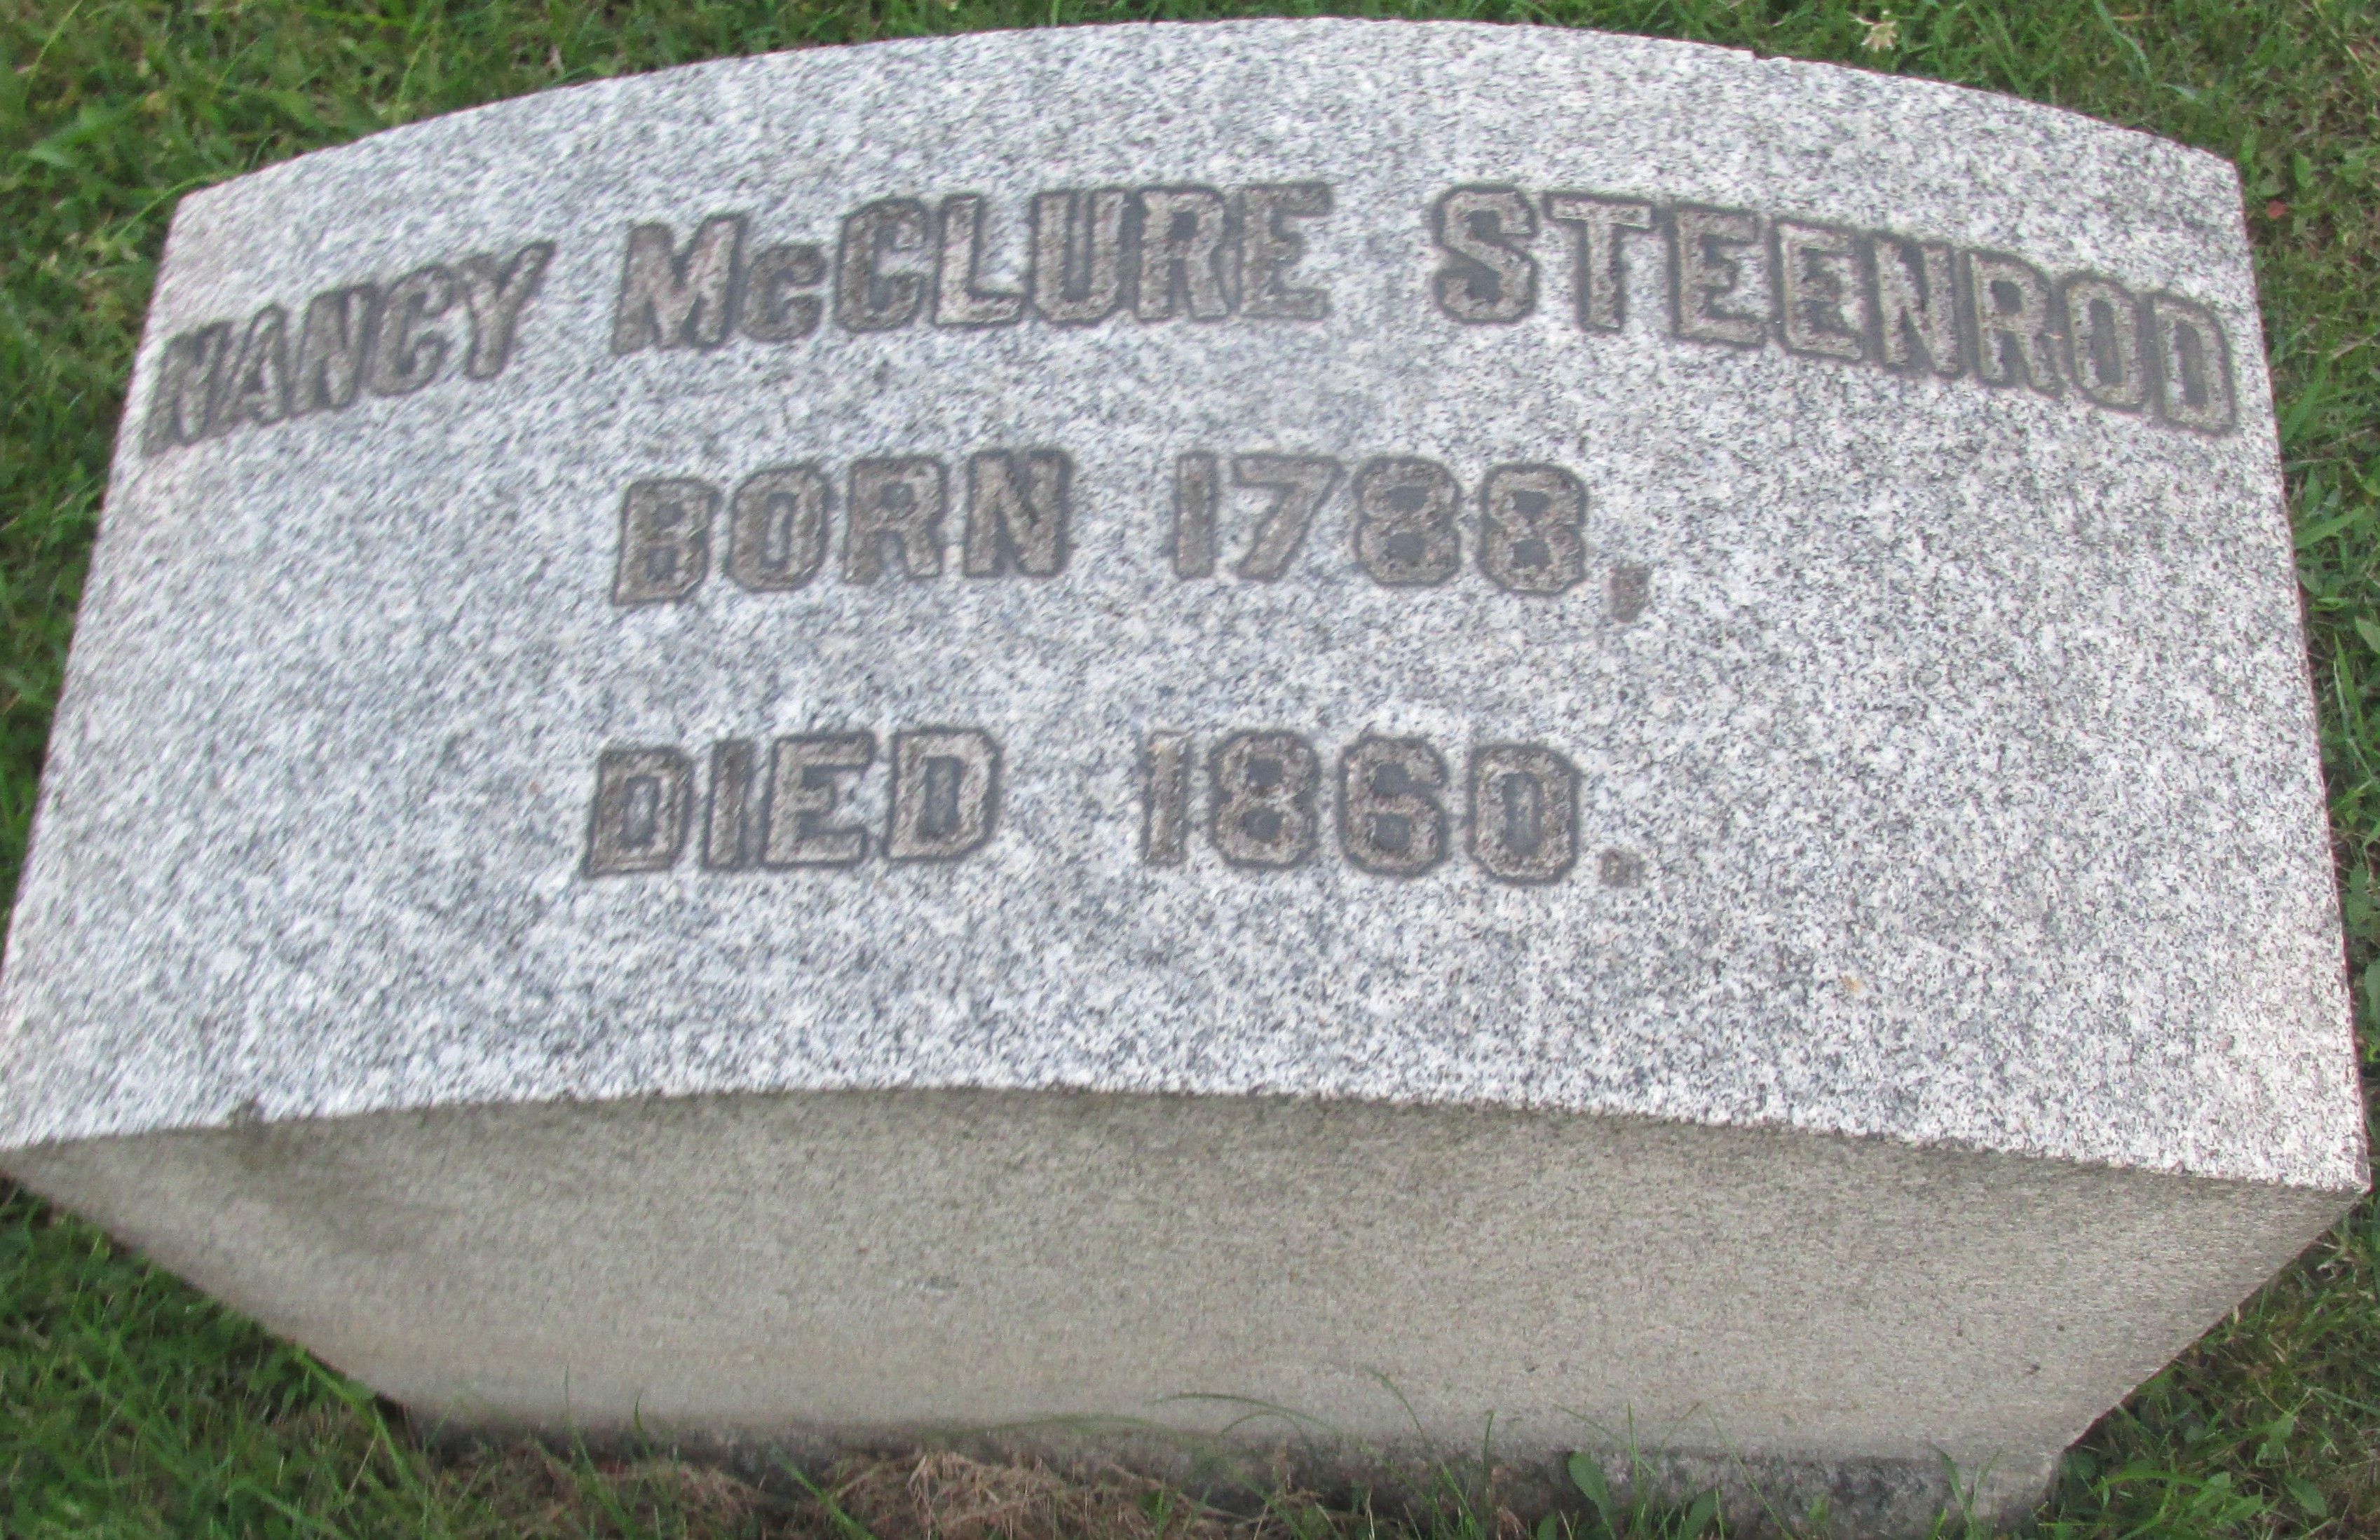 NANCY McCLURE STEENROD
BORN 1788,
DIED 1860.